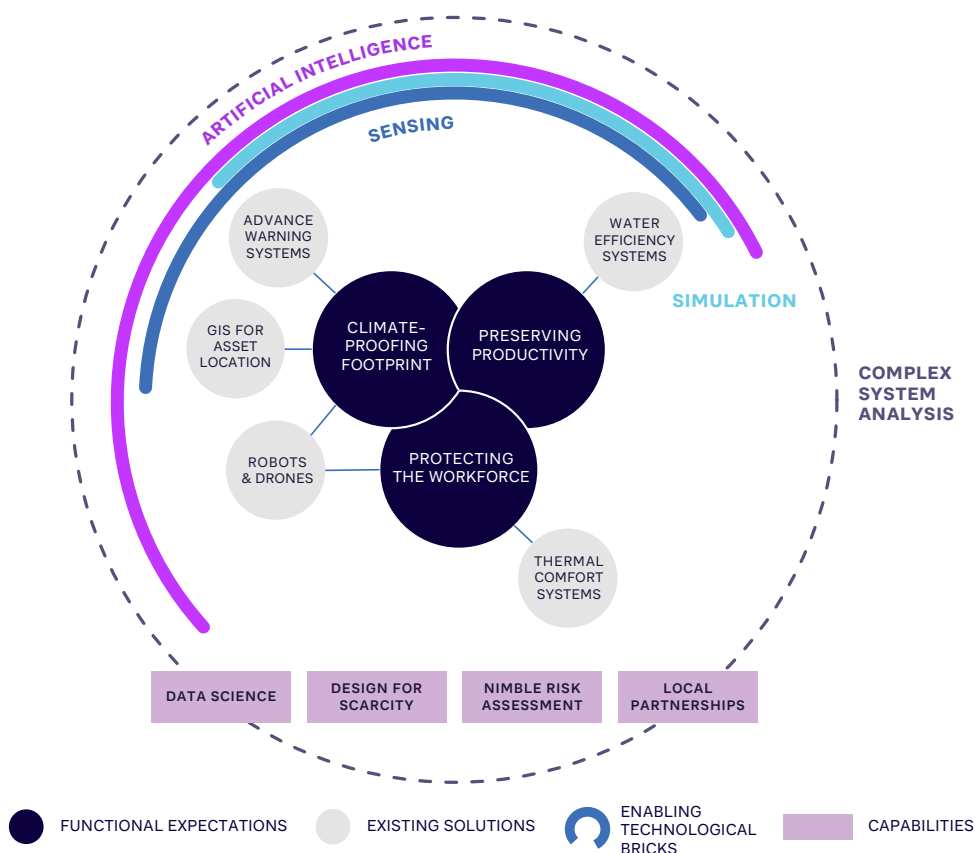 ARTIFICIAL INTELLIGENCE
SENSING
ADVANCE
WARNING
SYSTEMS
WATER
EFFICIENCY
SYSTEMS
SIMULATION
GIS FOR
ASSET
LOCATION
CLIMATE-
PROOFING
FOOTPRINT
PRESERVING
PRODUCTIVITY
COMPLEX
SYSTEM
ANALYSIS
ROBOTS
& DRONES
PROTECTING
THE WORKFORCE
THERMAL
COMFORT
SYSTEMS
DATA SCIENCE
DESIGN FOR
SCARCITY
NIMBLE RISK
ASSESSMENT
LOCAL
PARTNERSHIPS
FUNCTIONAL EXPECTATIONS
EXISTING SOLUTIONS
ENABLING
TECHNOLOGICAL
BRICKS
CAPABILITIES